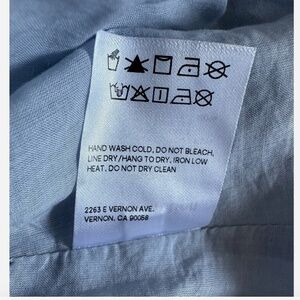 HAND WASH COLD, DO NOT BLEACH,
LINE DRY/HANG TO DRY, IRON LOW
HEAT. DO NOT DRY CLEAN
2263 E VERNON AVE.
VERNON. CA 90058